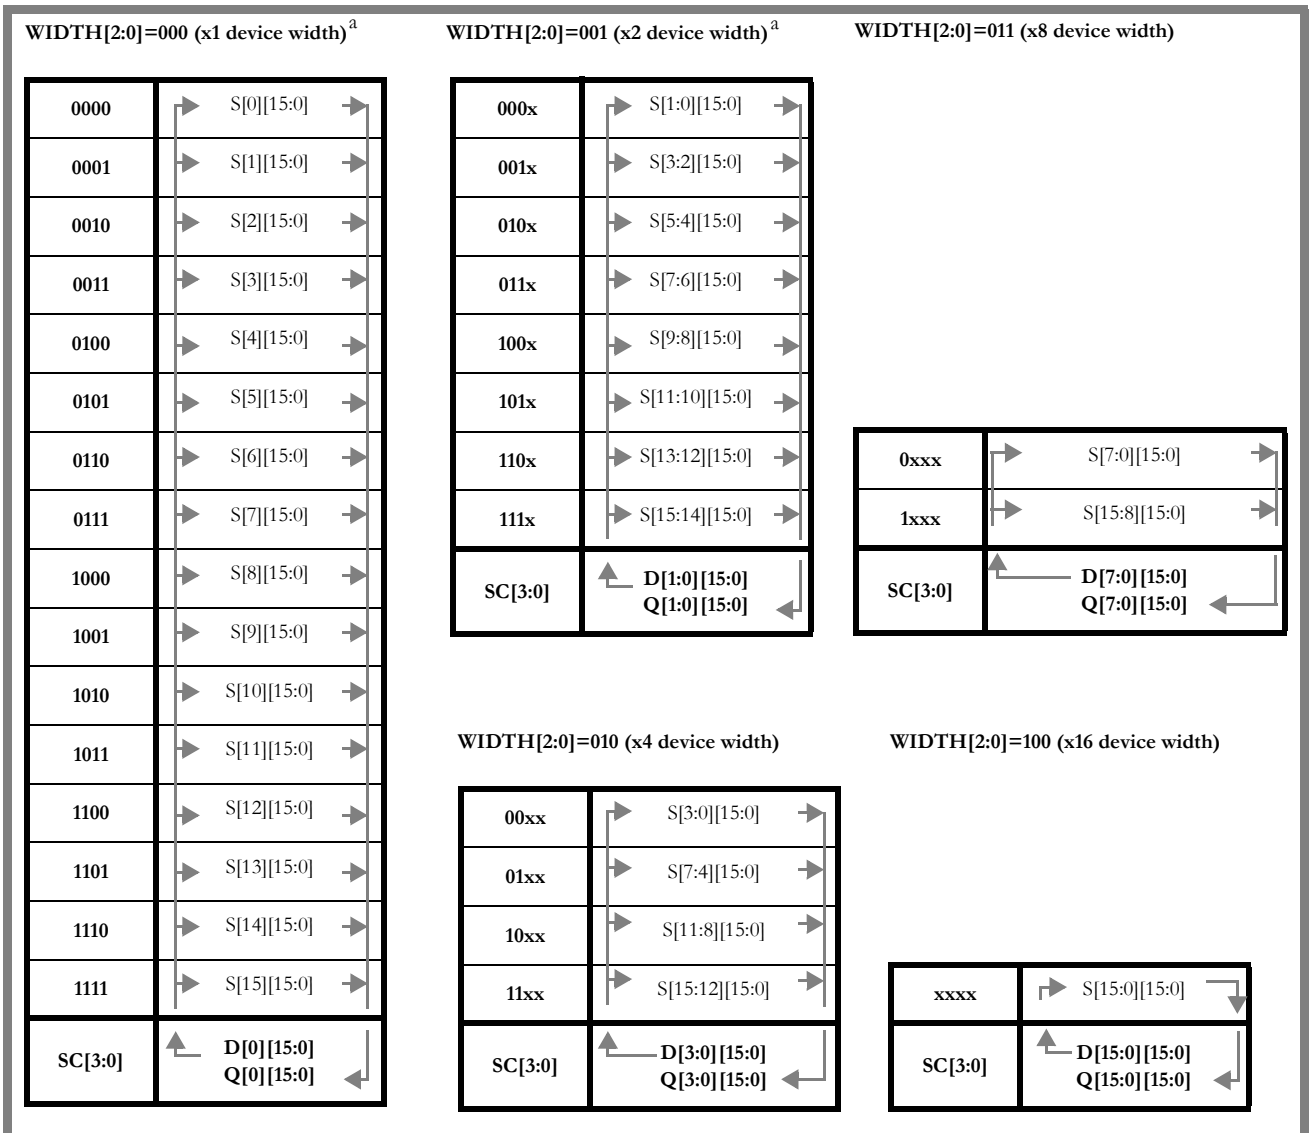 WIDTH[2:0]=000 (x1 device width)a
0000 S[0][15:0]
0001 S[1][15:0]
0010 S[2][15:0]
0011 S[3][15:0]
0100 S[4][15:0]
0101 S[5][15:0]
0110 S[6][15:0]
0111 S[7][15:0]
1000 S[8][15:0]
1001 S[9][15:0]
1010 S[10][15:0]
1011 S[11][15:0]
1100 S[12][15:0]
1101 S[13][15:0]
1110 S[14][15:0]
1111 S[15][15:0]
SC[3:0] D[0][15:0]
Q[0][15:0]
WIDTH[2:0]=001 (x2 device width)a
000x S[1:0][15:0]
001x S[3:2][15:0]
010x S[5:4][15:0]
011x S[7:6][15:0]
100x S[9:8][15:0]
101x S[11:10][15:0]
110x S[13:12][15:0]
111x S[15:14][15:0]
SC[3:0] D[1:0][15:0]
Q[1:0][15:0]
WIDTH[2:0]=011 (x8 device width)
0xxx S[7:0][15:0]
1xxx S[15:8][15:0]
SC[3:0] D[7:0][15:0]
Q[7:0][15:0]
WIDTH[2:0]=010 (x4 device width)
00xx S[3:0][15:0]
01xx S[7:4][15:0]
10xx S[11:8][15:0]
11xx S[15:12][15:0]
SC[3:0] D[3:0][15:0]
Q[3:0][15:0]
WIDTH[2:0]=100 (x16 device width)
xxxx S[15:0][15:0]
SC[3:0] D[15:0][15:0]
Q[15:0][15:0]